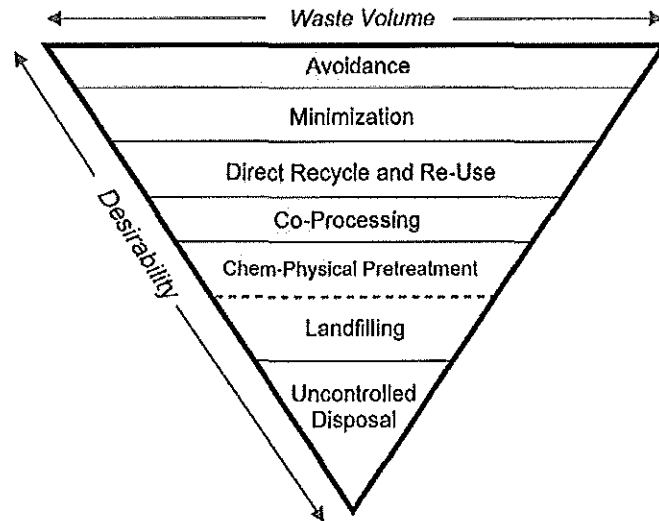 Waste Volume
Avoidance
Minimization
Direct Recycle and Re-Use
Co-Processing
Desirability
Chem-Physical Pretreatment
Landfilling
Uncontrolled
Disposal